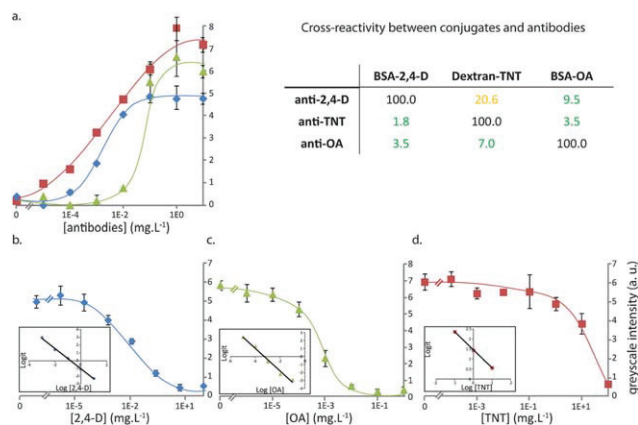 a.
Cross-reactivity between conjugates and antibodies
BSA-2,4-D Dextran-TNT BSA-OA
anti-2,4-D 100.0 20.6 9.5
anti-TNT 1.8 100.0 3.5
anti-OA 3.5 7.0 100.0
8
7
6
5
4
3
2
1
0
0 1E-4 1E-2 1E0
[antibodies] (mg.L⁻¹)
b. c. d.
7
6
5
4
3
2
1
0
8
7
6
5
4
3
2
1
0
6
5
4
3
2
1
0
greyscale intensity (a. u.)
Logit
Log [2,4-D]
Logit
Log [OA]
Logit
Log [TNT]
0 1E-5 1E-2 1E+1
0 1E-5 1E-3 1E-1
0 1E-3 1E-1 1E+1
[2,4-D] (mg.L⁻¹)
[OA] (mg.L⁻¹)
[TNT] (mg.L⁻¹)